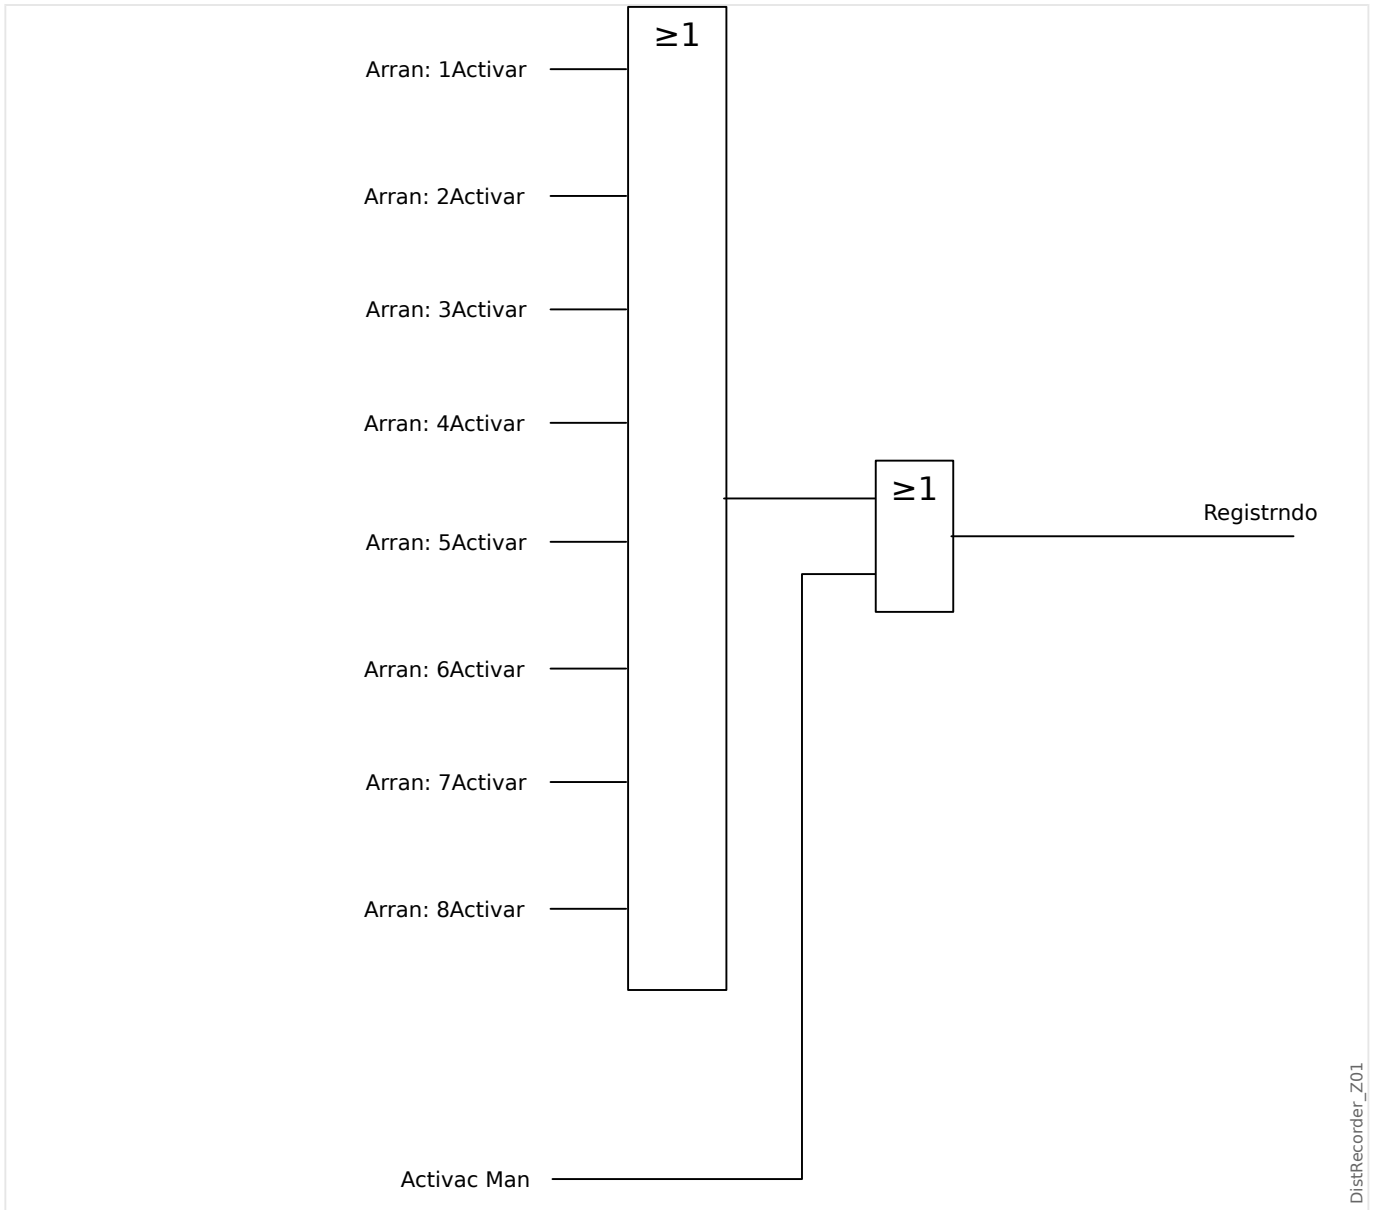 ≥1
Arran: 1Activar
Arran: 2Activar
Arran: 3Activar
Arran: 4Activar
≥1
Registrndo
Arran: 5Activar
Arran: 6Activar
Arran: 7Activar
Arran: 8Activar
Activac Man
DistRecorder_Z01